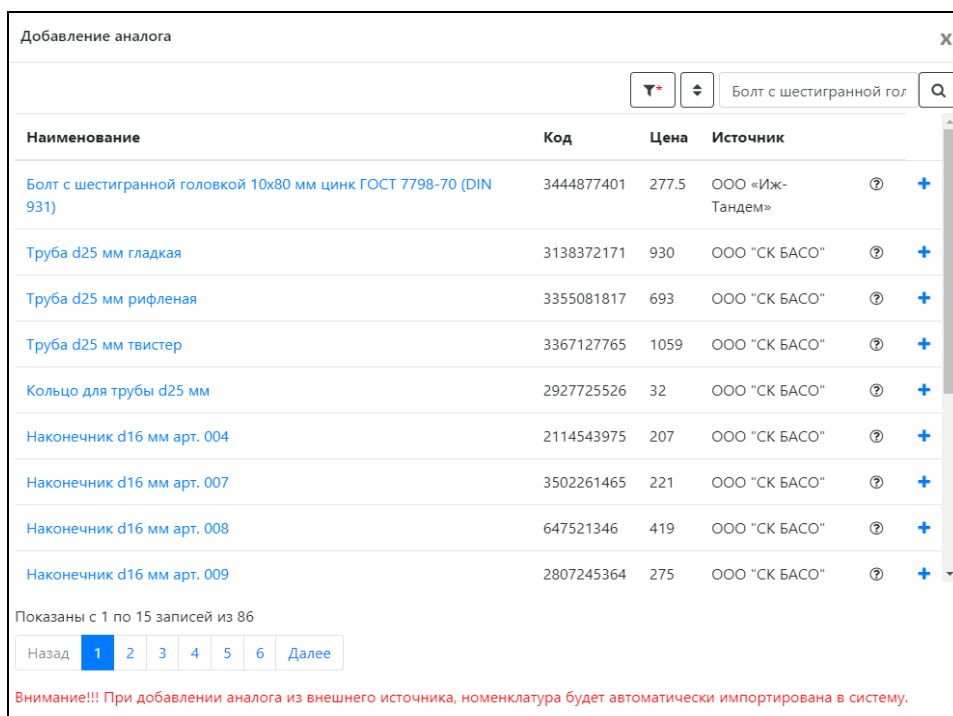 Добавление аналога x
* Болт с шестигранной гол
Наименование Код Цена Источник
Болт с шестигранной головкой 10x80 мм цинк ГОСТ 7798-70 (DIN 3444877401 277.5 ООО «Иж-
931) Тандем»
Труба d25 мм гладкая 3138372171 930 ООО "СК БАСО"
Труба d25 мм рифленая 3355081817 693 ООО "СК БАСО"
Труба d25 мм твистер 3367127765 1059 ООО "СК БАСО"
Кольцо для трубы d25 мм 2927725526 32 ООО "СК БАСО"
Наконечник d16 мм арт. 004 2114543975 207 ООО "СК БАСО"
Наконечник d16 мм арт. 007 3502261465 221 ООО "СК БАСО"
Наконечник d16 мм арт. 008 647521346 419 ООО "СК БАСО"
Наконечник d16 мм арт. 009 2807245364 275 ООО "СК БАСО"
Показаны с 1 по 15 записей из 86
Назад 1 2 3 4 5 6 Далее
Внимание!!! При добавлении аналога из внешнего источника, номенклатура будет автоматически импортирована в систему.